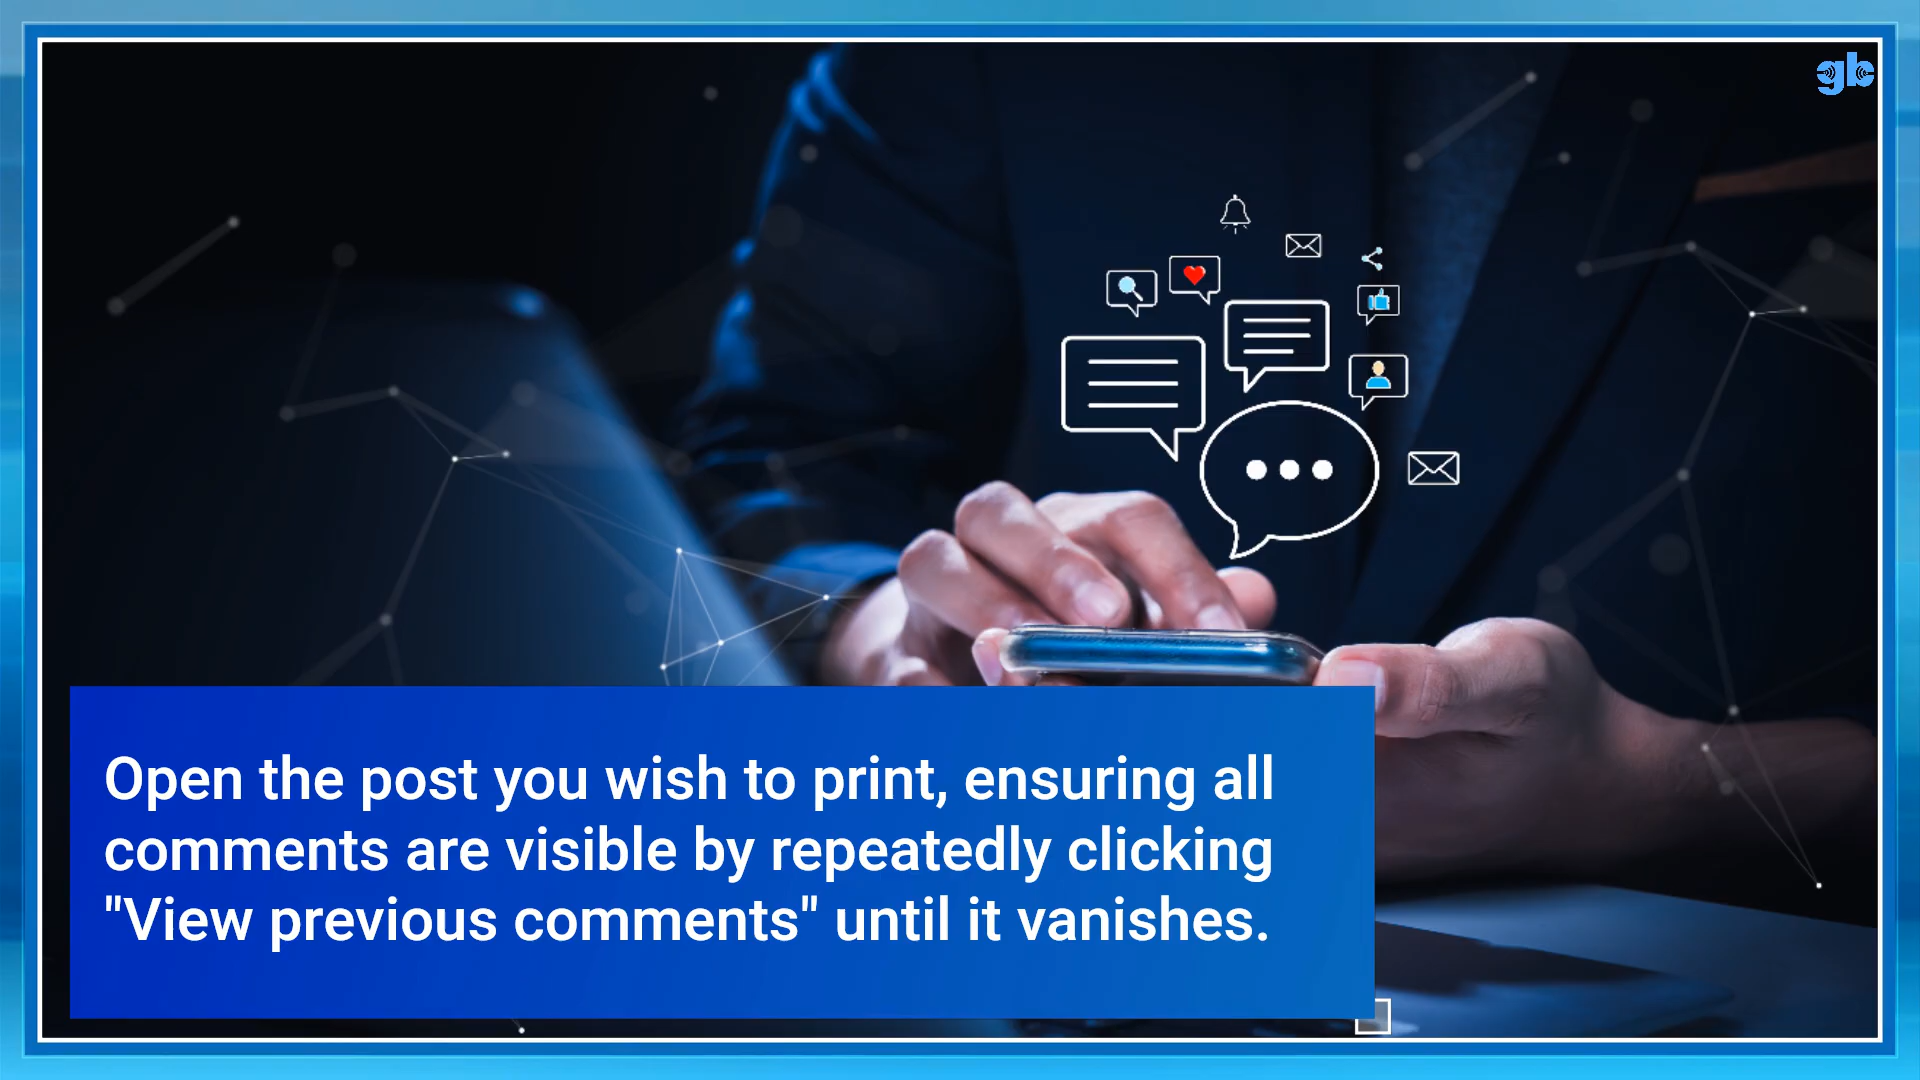 gb
Open the post you wish to print, ensuring all
comments are visible by repeatedly clicking
"View previous comments" until it vanishes.